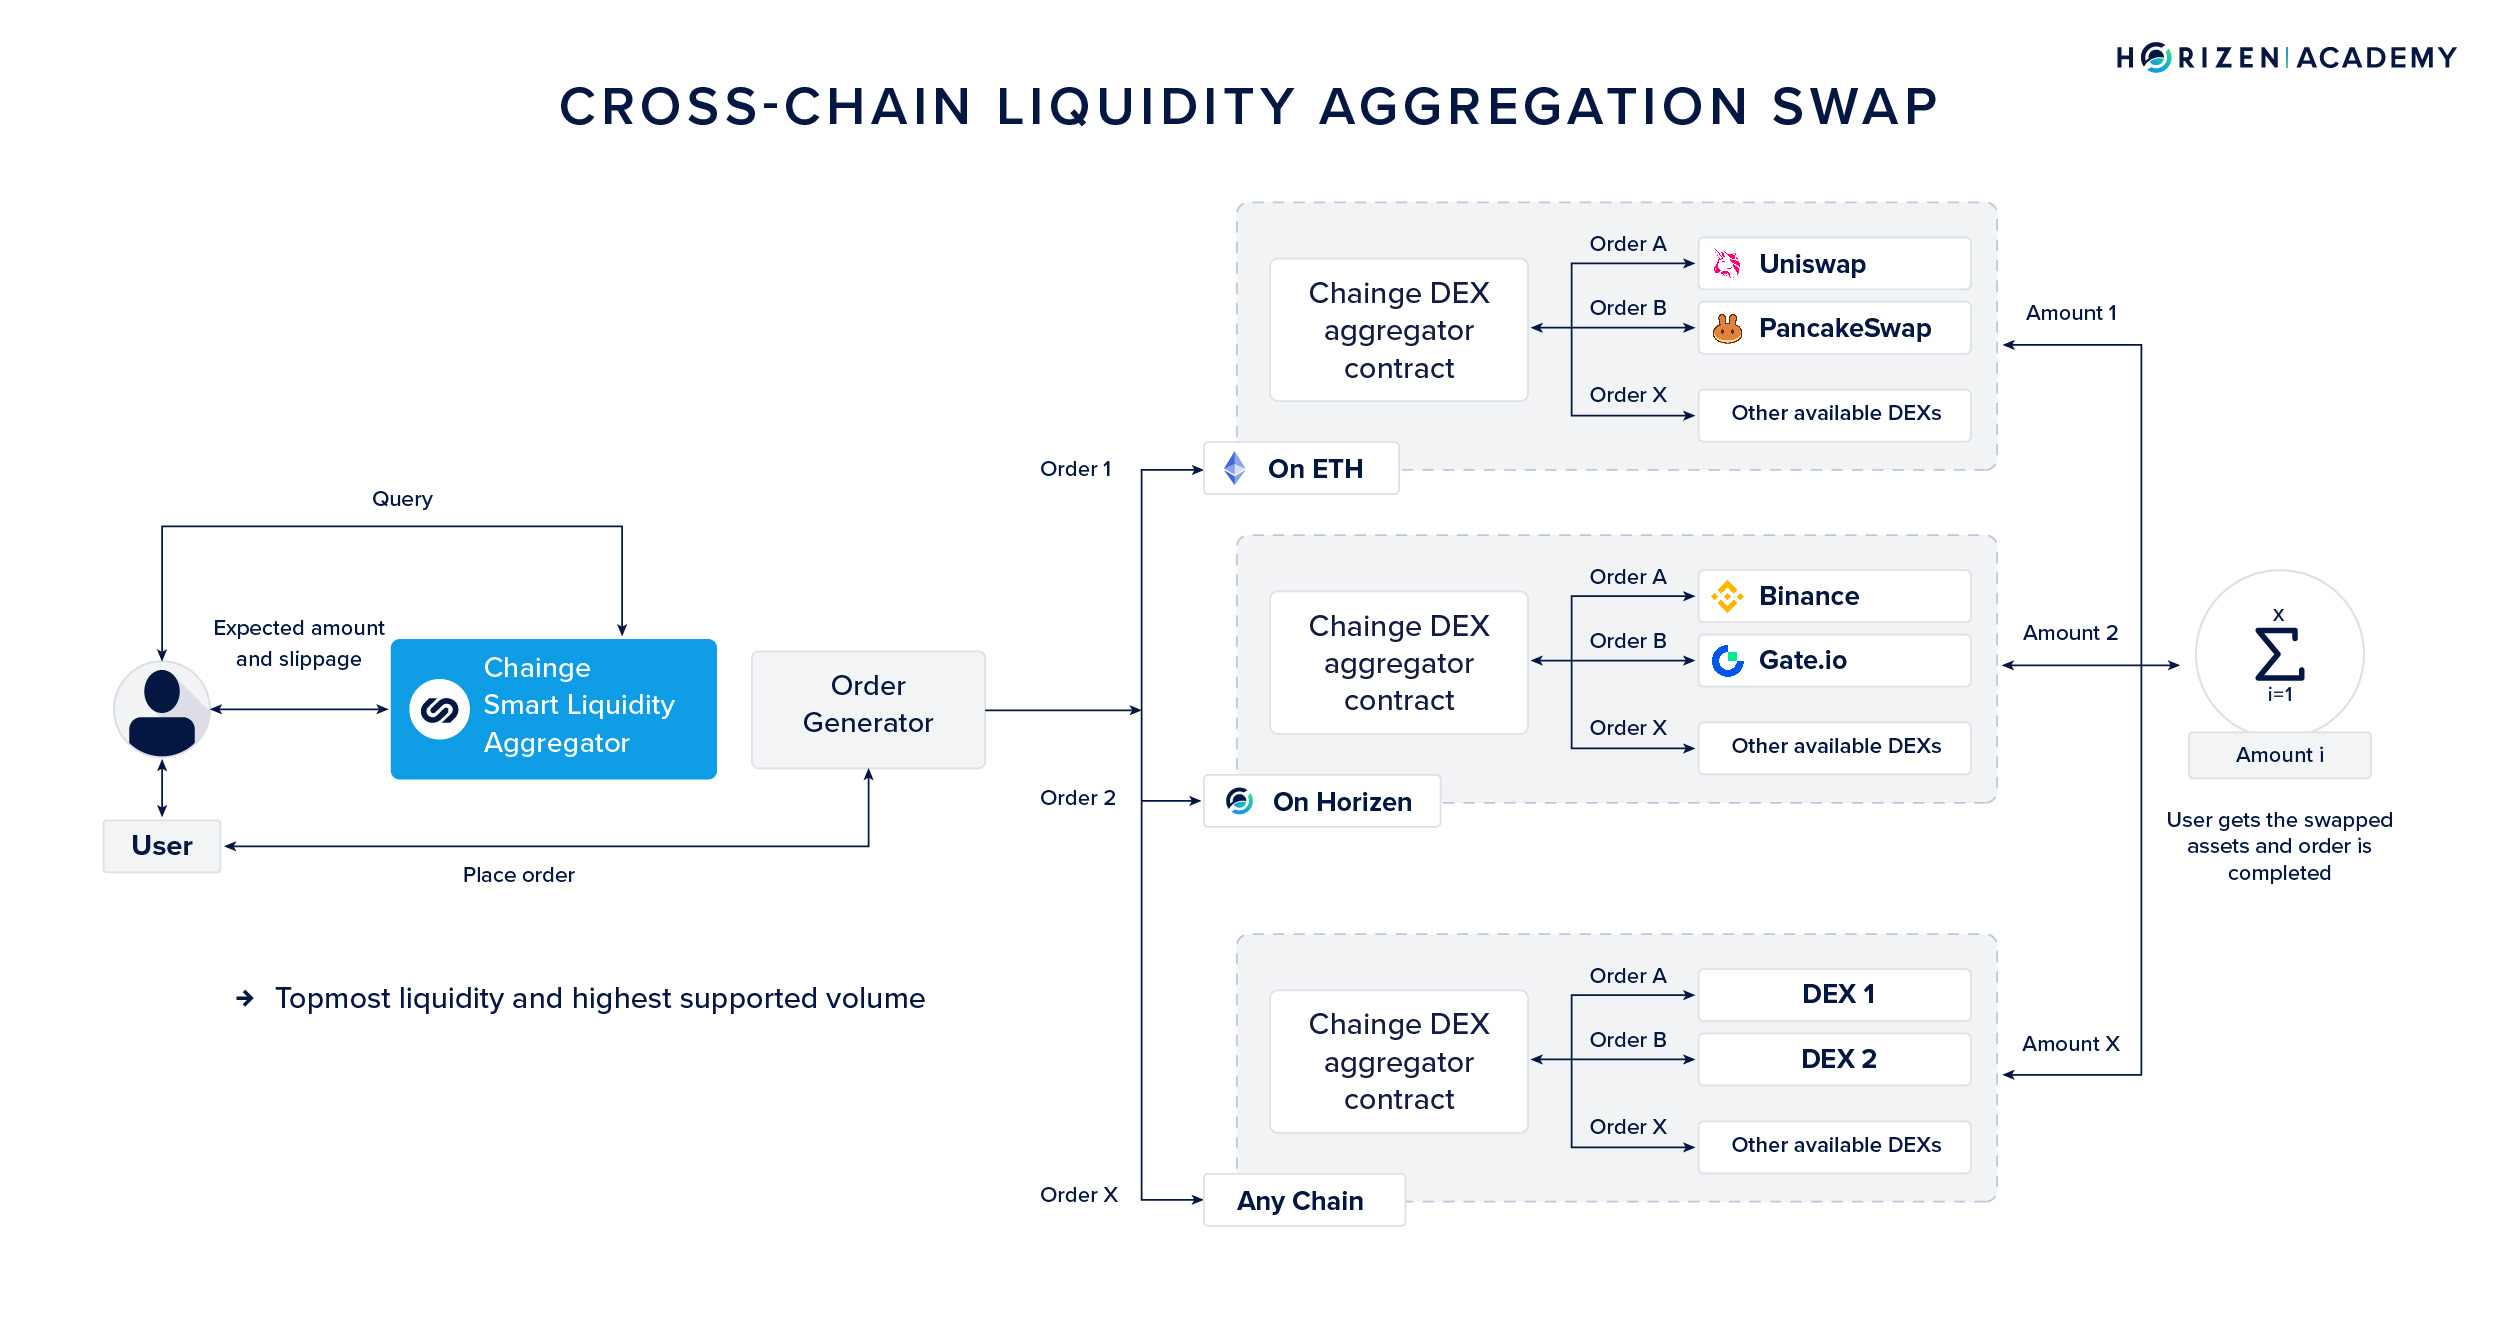 HORIZEN|ACADEMY
CROSS-CHAIN LIQUIDITY AGGREGATION SWAP
Query
Expected amount
and slippage
Chainge
Smart Liquidity
Aggregator
User
Place order
Order
Generator
Topmost liquidity and highest supported volume
Order 1
Order 2
Order X
Chainge DEX
aggregator
contract
Order A
Uniswap
Order B
PancakeSwap
Order X
Other available DEXs
On ETH
Chainge DEX
aggregator
contract
Order A
Binance
Order B
Gate.io
Order X
Other available DEXs
On Horizen
Chainge DEX
aggregator
contract
Order A
DEX 1
Order B
DEX 2
Order X
Other available DEXs
Any Chain
Amount 1
Amount 2
Amount X
x
Σ
i=1
Amount i
User gets the swapped
assets and order is
completed